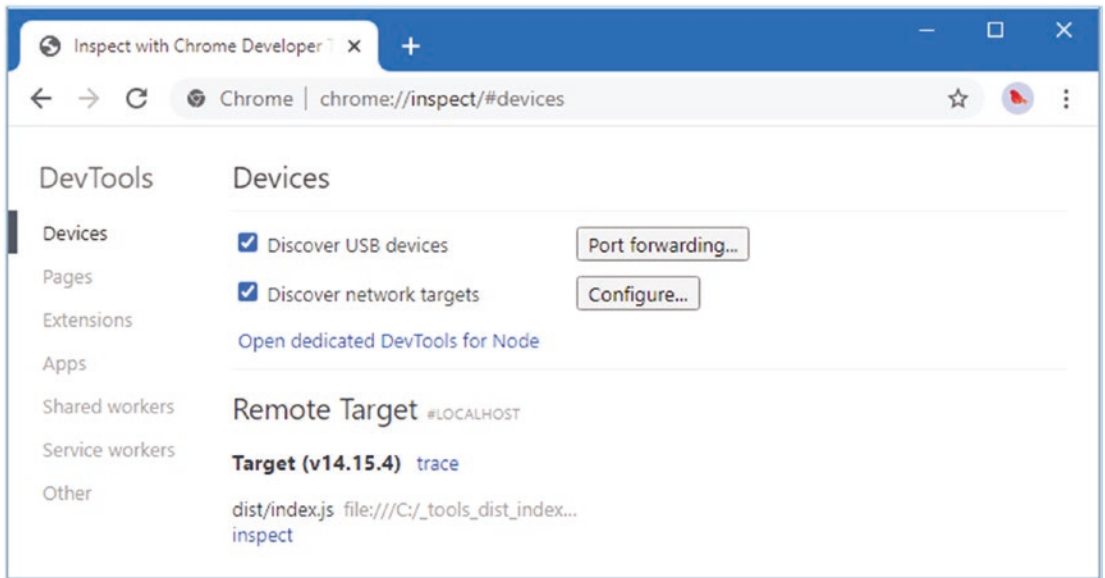 Inspect with Chrome Developer T
Chrome | chrome://inspect/#devices
DevTools
Devices
Pages
Extensions
Apps
Shared workers
Service workers
Other
Devices
Discover USB devices Port forwarding...
Discover network targets Configure...
Open dedicated DevTools for Node
Remote Target #LOCALHOST
Target (v14.15.4) trace
dist/index.js file:///C:/_tools_dist_index...
inspect